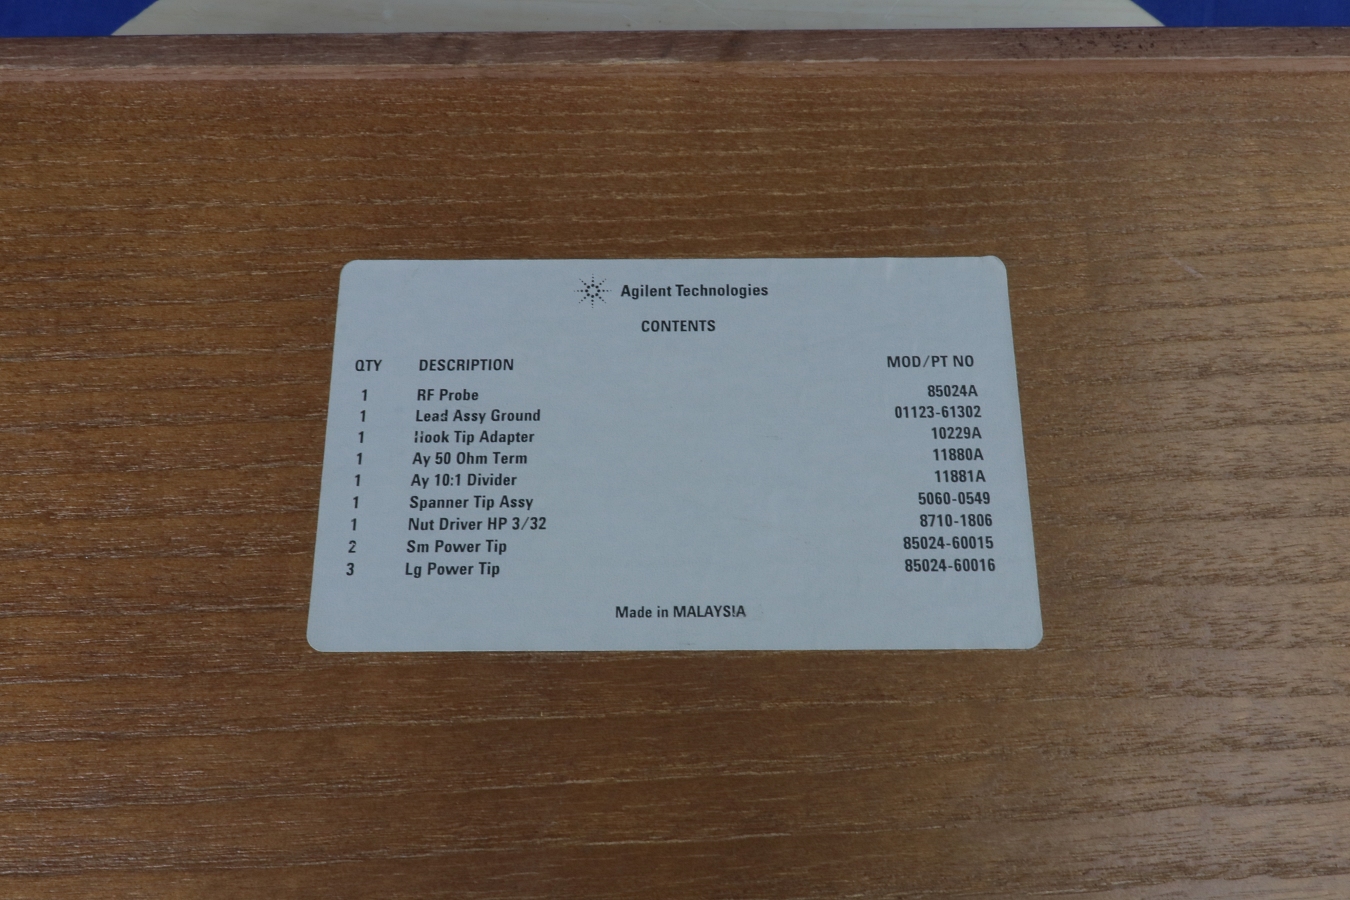 Agilent Technologies
CONTENTS
QTY DESCRIPTION MOD/PT NO
1 RF Probe 85024A
1 Lead Assy Ground 01123-61302
1 Hook Tip Adapter 10229A
1 Ay 50 Ohm Term 11880A
1 Ay 10:1 Divider 11881A
1 Spanner Tip Assy 5060-0549
1 Nut Driver HP 3/32 8710-1806
2 Sm Power Tip 85024-60015
3 Lg Power Tip 85024-60016
Made in MALAYSIA